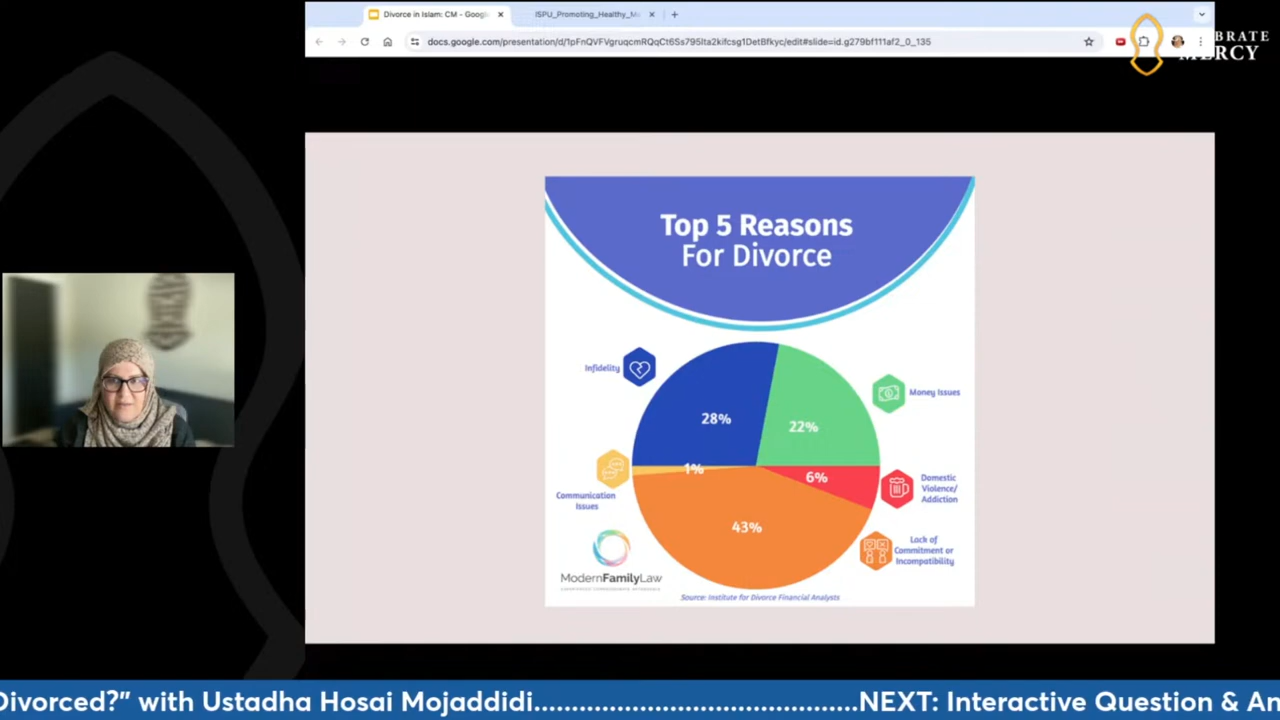 Divorce in Islam: CM - Goog
ISPU_Promoting_Healthy_M
docs.google.com/presentation/d/1pFnQVFVgruqcmRQqCt6Ss795lta2kifcsg1DetBfkyc/edit#slide=id.g279bf111af2_0_135
BRATE
MERCY
Top 5 Reasons
For Divorce
Infidelity
28%
22%
Money Issues
1%
6%
Domestic
Violence/
Addiction
Communication
Issues
43%
Lack of
Commitment or
Incompatibility
ModernFamilyLaw
Source: Institute for Divorce Financial Analysts
Divorced?” with Ustadha Hosai Mojaddidi.............................................NEXT: Interactive Question & An